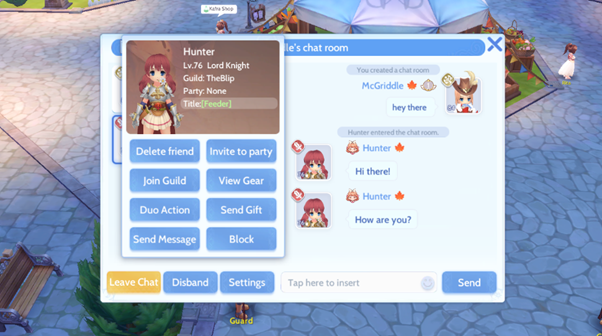 Kafra Shop
le's chat room
Hunter
Lv.76 Lord Knight
Guild: TheBlip
Party: None
Title:[Feeder]
Delete friend
Invite to party
Join Guild
View Gear
Duo Action
Send Gift
Send Message
Block
You created a chat room
McGriddle
hey there
Hunter entered the chat room.
Hunter
Hi there!
Hunter
How are you?
Leave Chat
Disband
Settings
Tap here to insert
Send
Guard